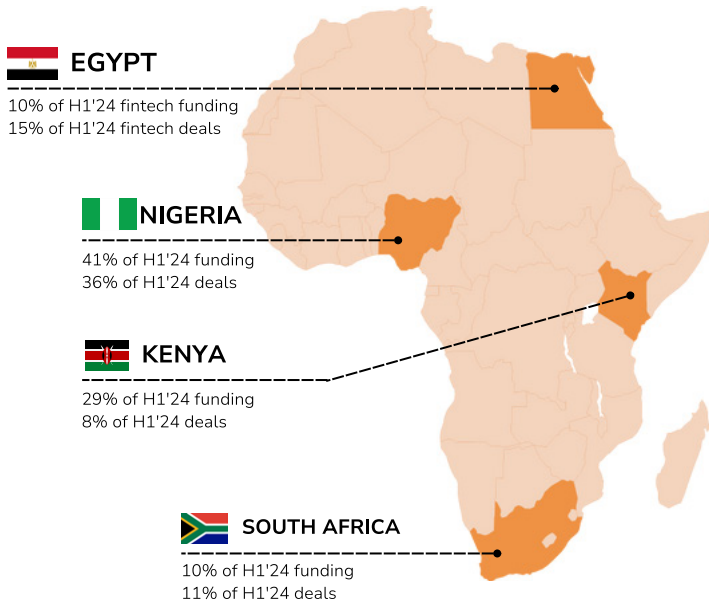 EGYPT
10% of H1'24 fintech funding
15% of H1'24 fintech deals
NIGERIA
41% of H1'24 funding
36% of H1'24 deals
KENYA
29% of H1'24 funding
8% of H1'24 deals
SOUTH AFRICA
10% of H1'24 funding
11% of H1'24 deals